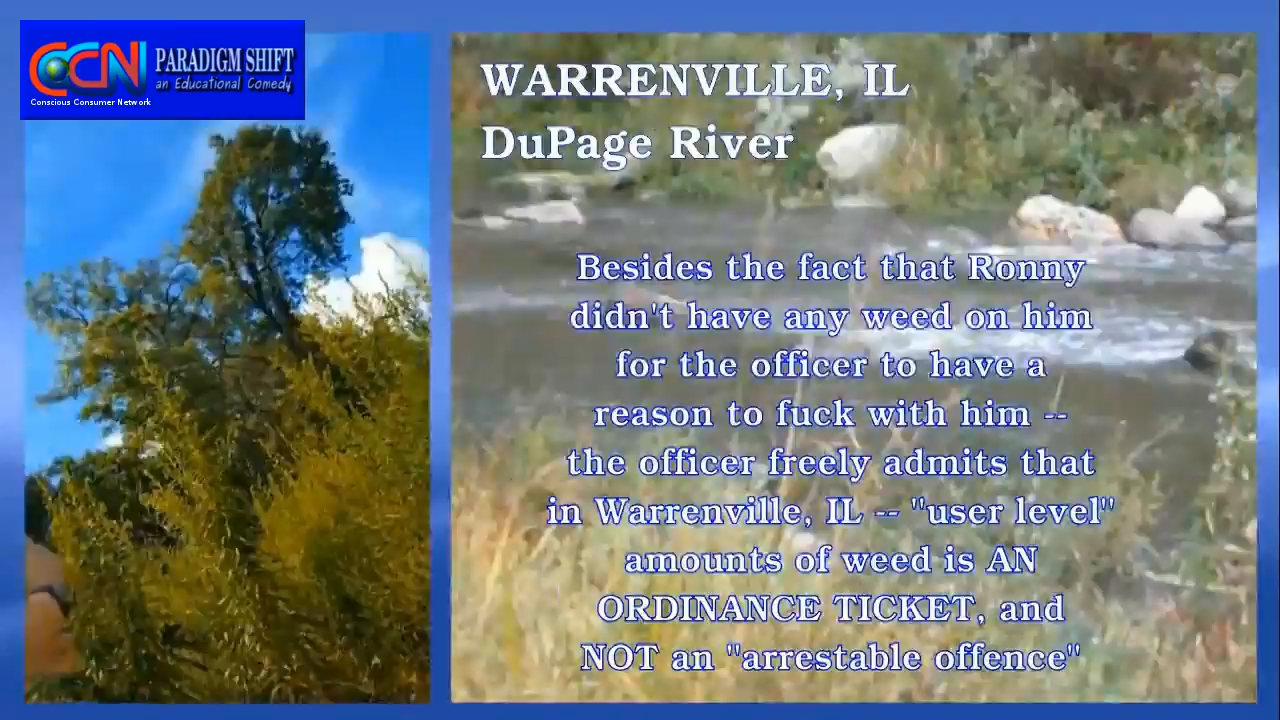 CCN PARADIGM SHIFT
an Educational Comedy
Conscious Consumer Network
WARRENVILLE, IL
DuPage River
Besides the fact that Ronny
didn't have any weed on him
for the officer to have a
reason to fuck with him --
the officer freely admits that
in Warrenville, IL -- "user level"
amounts of weed is AN
ORDINANCE TICKET, and
NOT an "arrestable offence"